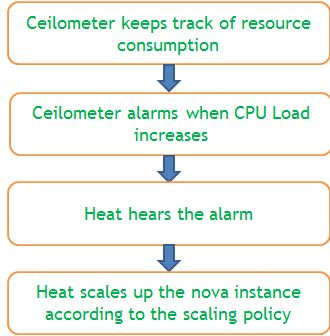 Ceilometer keeps track of resource
consumption
Ceilometer alarms when CPU Load
increases
Heat hears the alarm
Heat scales up the nova instance
according to the scaling policy